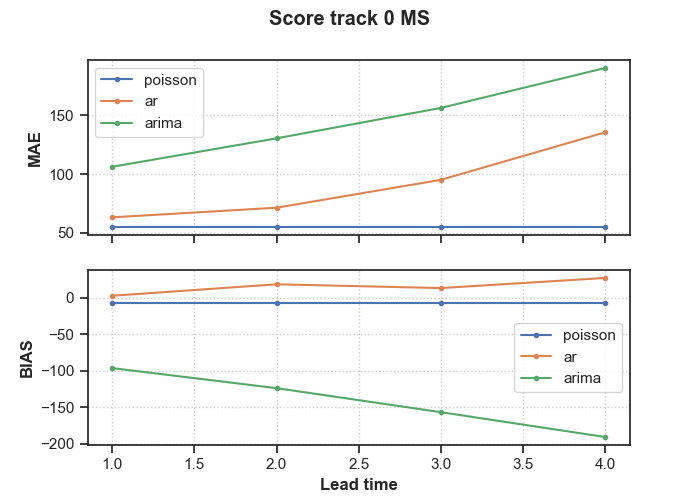 Score track 0 MS
poisson
ar
arima
150
100
50
MAE
0
−50
−100
−150
−200
BIAS
poisson
ar
arima
1.0 1.5 2.0 2.5 3.0 3.5 4.0
Lead time